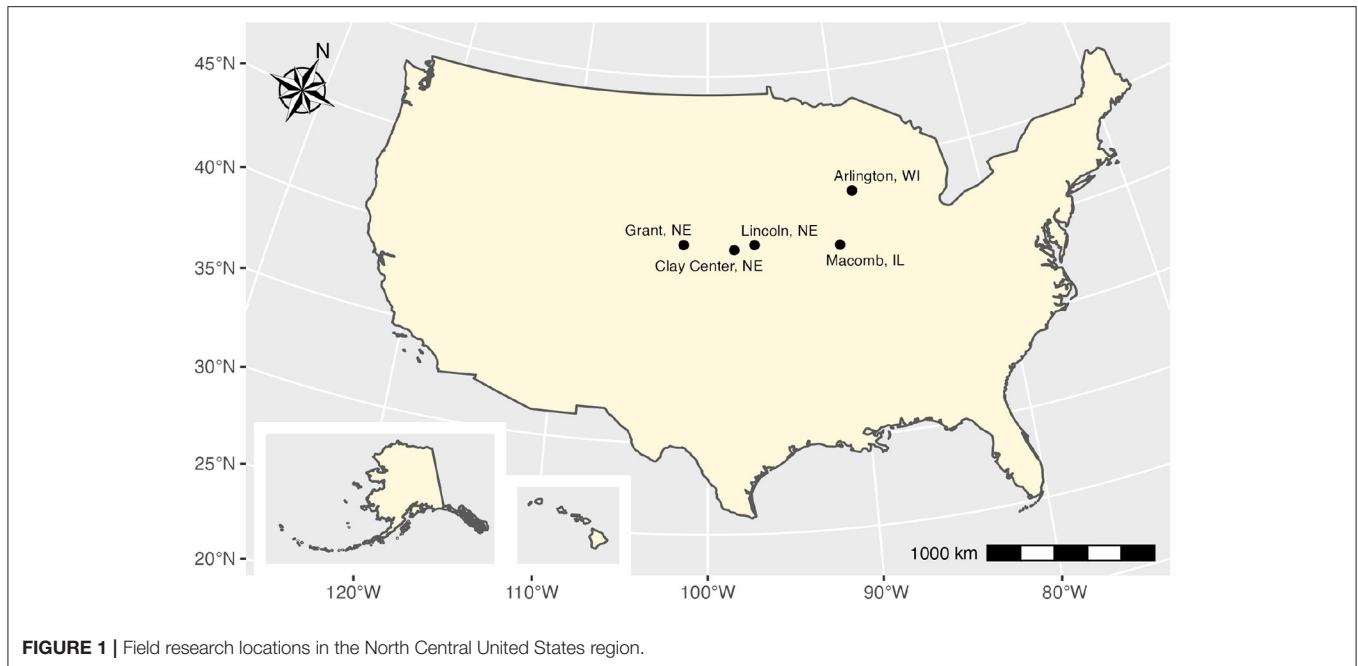 N
45°N
40°N
35°N
30°N
25°N
20°N
Arlington, WI
Grant, NE
Lincoln, NE
Clay Center, NE
Macomb, IL
1000 km
120°W
110°W
100°W
90°W
80°W
FIGURE 1 | Field research locations in the North Central United States region.